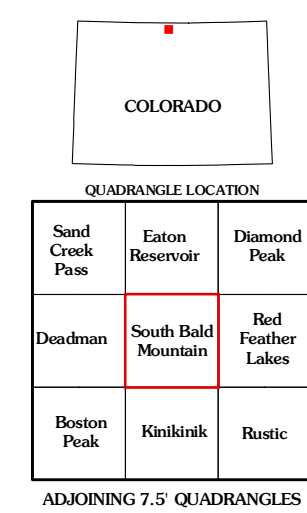 COLORADO
QUADRANGLE LOCATION
Sand
Creek
Pass
Eaton
Reservoir
Diamond
Peak
Deadman
South Bald
Mountain
Red
Feather
Lakes
Boston
Peak
Kinikinik
Rustic
ADJOINING 7.5' QUADRANGLES